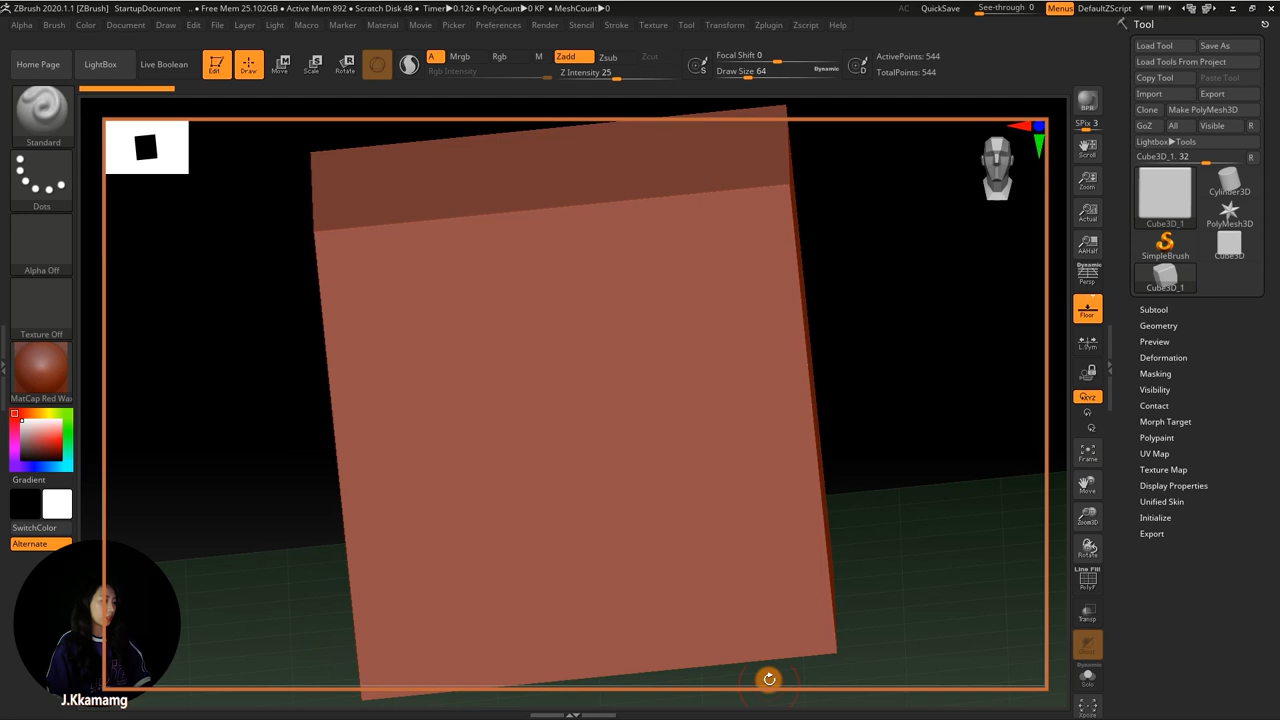 ZBrush 2020.1.1 [ZBrush] StartupDocument . Free Mem 25.102GB • Active Mem 892 • Scratch Disk 48 • Timer▶0.126 • PolyCount▶0 KP • MeshCount▶0
AC QuickSave See-through 0 Menus DefaultZScript
Alpha Brush Color Document Draw Edit File Layer Light Macro Marker Material Movie Picker Preferences Render Stencil Stroke Texture Tool Transform Zplugin Zscript Help
Home Page LightBox Live Boolean
Edit Draw Move Scale Rotate
A Mrgb Rgb M Zadd Zsub Zcut
Rgb Intensity Z Intensity 25
S
Focal Shift 0
Draw Size 64 Dynamic
D
ActivePoints: 544
TotalPoints: 544
Standard
Dots
Alpha Off
Texture Off
MatCap Red Wax
Gradient
SwitchColor
Alternate
J.Kkamamg
BPR
SPix 3
Scroll
Zoom
Actual
AAHalf
Dynamic
Persp
Floor
L.Sym
XYZ
Frame
Move
Zoom3D
Rotate
Line Fill
PolyF
Transp
Dynamic
Solo
Xpose
Tool
Load Tool Save As
Load Tools From Project
Copy Tool Paste Tool
Import Export
Clone Make PolyMesh3D
GoZ All Visible R
Lightbox▶Tools
Cube3D_1. 32 R
Cube3D_1
Cylinder3D
PolyMesh3D
SimpleBrush
Cube3D
Cube3D_1
Subtool
Geometry
Preview
Deformation
Masking
Visibility
Contact
Morph Target
Polypaint
UV Map
Texture Map
Display Properties
Unified Skin
Initialize
Export